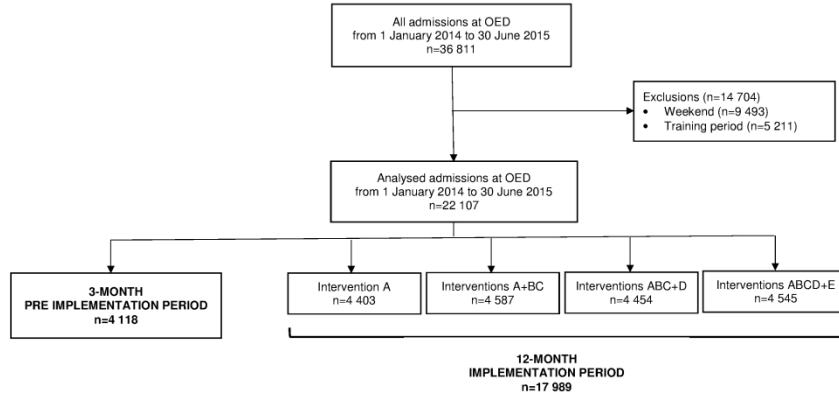 All admissions at OED
from 1 January 2014 to 30 June 2015
n=36 811
Exclusions (n=14 704)
• Weekend (n=9 493)
• Training period (n=5 211)
Analysed admissions at OED
from 1 January 2014 to 30 June 2015
n=22 107
3-MONTH
PRE IMPLEMENTATION PERIOD
n=4 118
Intervention A
n=4 403
Interventions A+BC
n=4 587
Interventions ABC+D
n=4 454
Interventions ABCD+E
n=4 545
12-MONTH
IMPLEMENTATION PERIOD
n=17 989